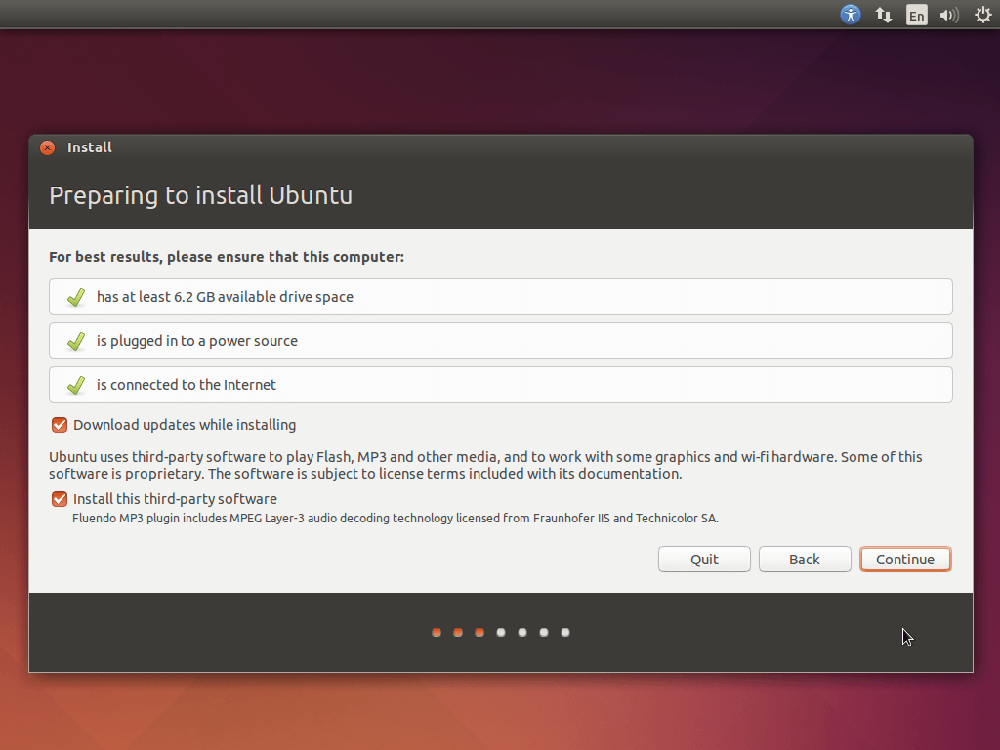 En
Install
Preparing to install Ubuntu
For best results, please ensure that this computer:
has at least 6.2 GB available drive space
is plugged in to a power source
is connected to the Internet
Download updates while installing
Ubuntu uses third-party software to play Flash, MP3 and other media, and to work with some graphics and wi-fi hardware. Some of this
software is proprietary. The software is subject to license terms included with its documentation.
Install this third-party software
Fluendo MP3 plugin includes MPEG Layer-3 audio decoding technology licensed from Fraunhofer IIS and Technicolor SA.
Quit Back Continue